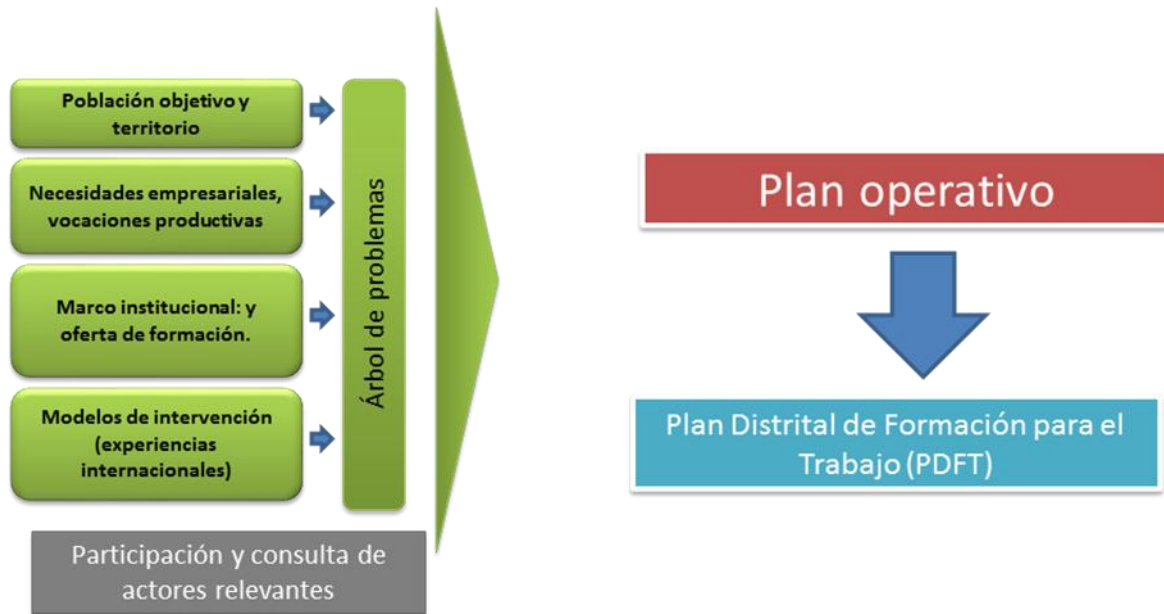 Población objetivo y
territorio
Necesidades empresariales,
vocaciones productivas
Marco institucional: y
oferta de formación.
Modelos de intervención
(experiencias
internacionales)
Árbol de problemas
Participación y consulta de
actores relevantes
Plan operativo
Plan Distrital de Formación para el
Trabajo (PDFT)